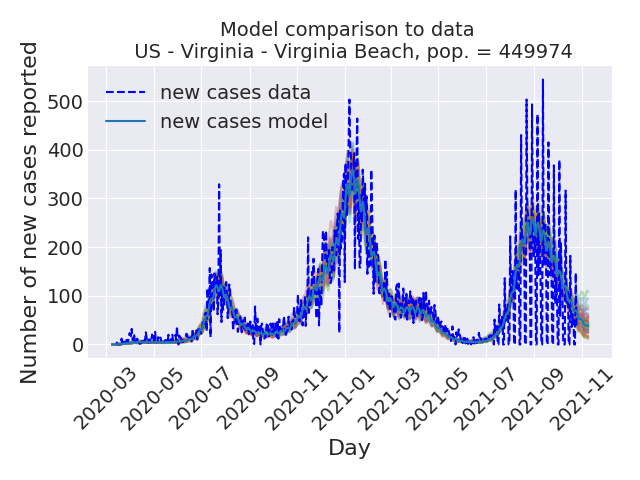 Model comparison to data
US - Virginia - Virginia Beach, pop. = 449974
Number of new cases reported
new cases data
new cases model
500
400
300
200
100
0
2020-03
2020-05
2020-07
2020-09
2020-11
2021-01
2021-03
2021-05
2021-07
2021-09
2021-11
Day